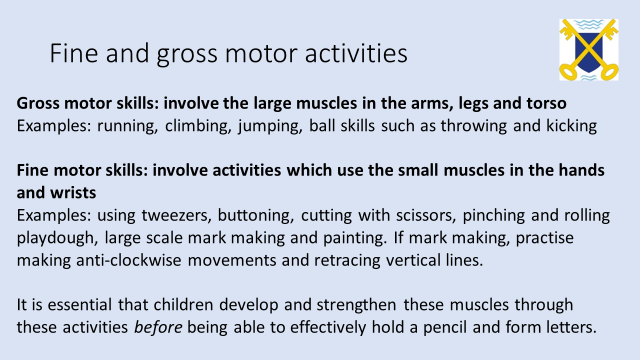 Fine and gross motor activities
Gross motor skills: involve the large muscles in the arms, legs and torso
Examples: running, climbing, jumping, ball skills such as throwing and kicking
Fine motor skills: involve activities which use the small muscles in the hands
and wrists
Examples: using tweezers, buttoning, cutting with scissors, pinching and rolling
playdough, large scale mark making and painting. If mark making, practise
making anti-clockwise movements and retracing vertical lines.
It is essential that children develop and strengthen these muscles through
these activities before being able to effectively hold a pencil and form letters.